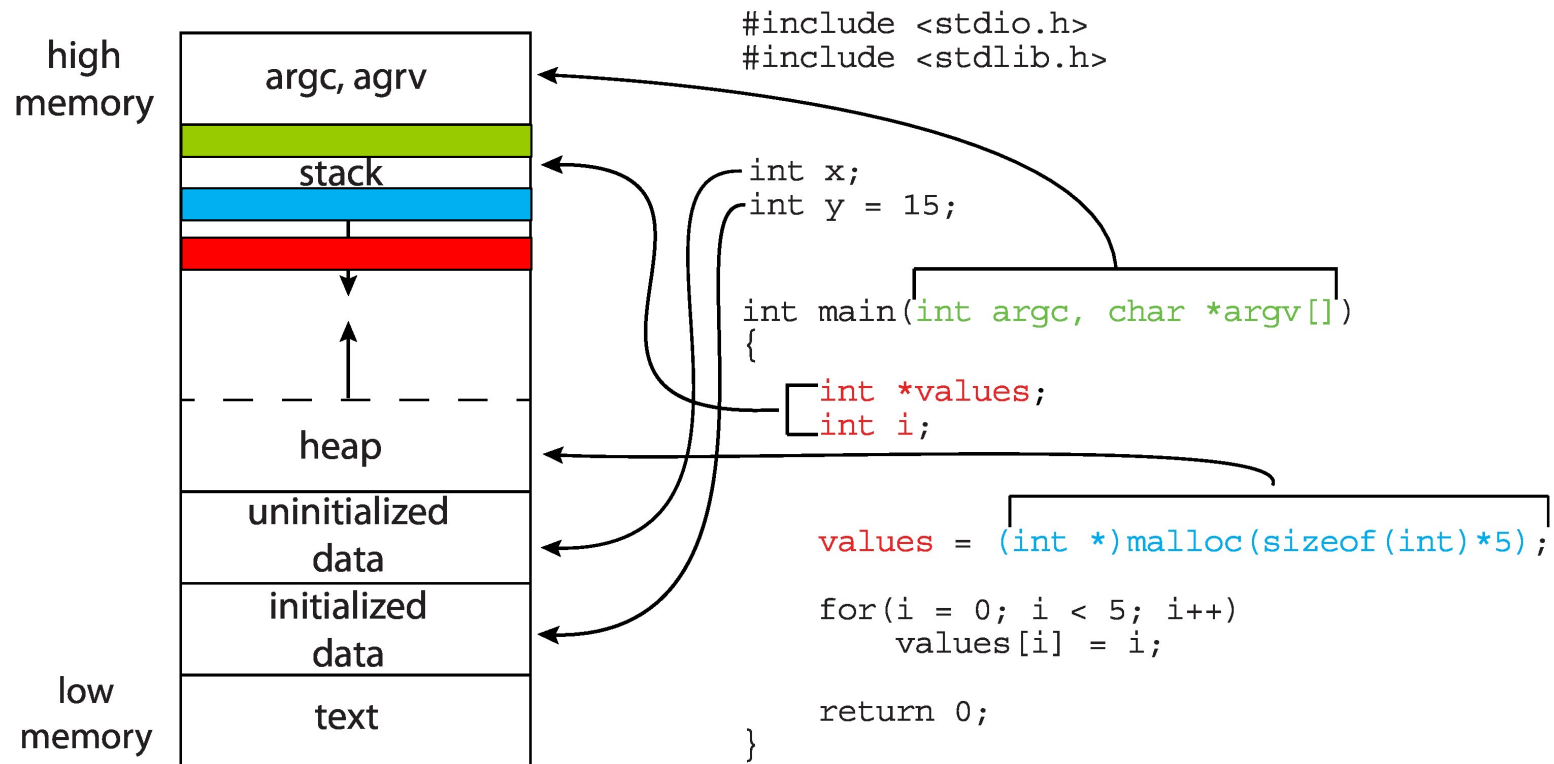 high
memory
argc, agrv
stack
heap
uninitialized
data
initialized
data
low
memory
text
#include <stdio.h>
#include <stdlib.h>
int x;
int y = 15;
int main(int argc, char *argv[])
{
int *values;
int i;
values = (int *)malloc(sizeof(int)*5);
for(i = 0; i < 5; i++)
values[i] = i;
return 0;
}